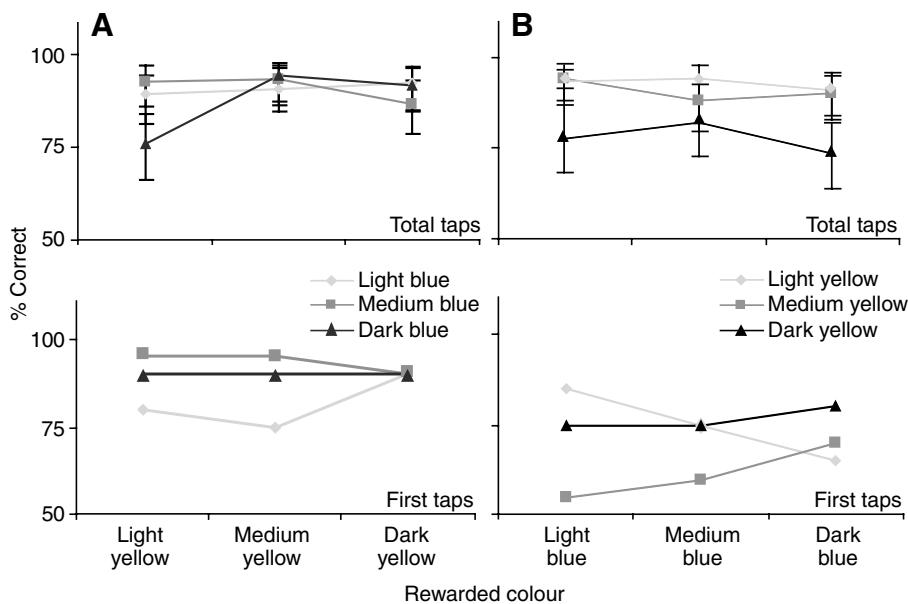 A
B
100
75
50
Total taps
Total taps
% Correct
Light blue
Medium blue
Dark blue
Light yellow
Medium yellow
Dark yellow
100
75
50
First taps
First taps
Light
yellow
Medium
yellow
Dark
yellow
Light
blue
Medium
blue
Dark
blue
Rewarded colour